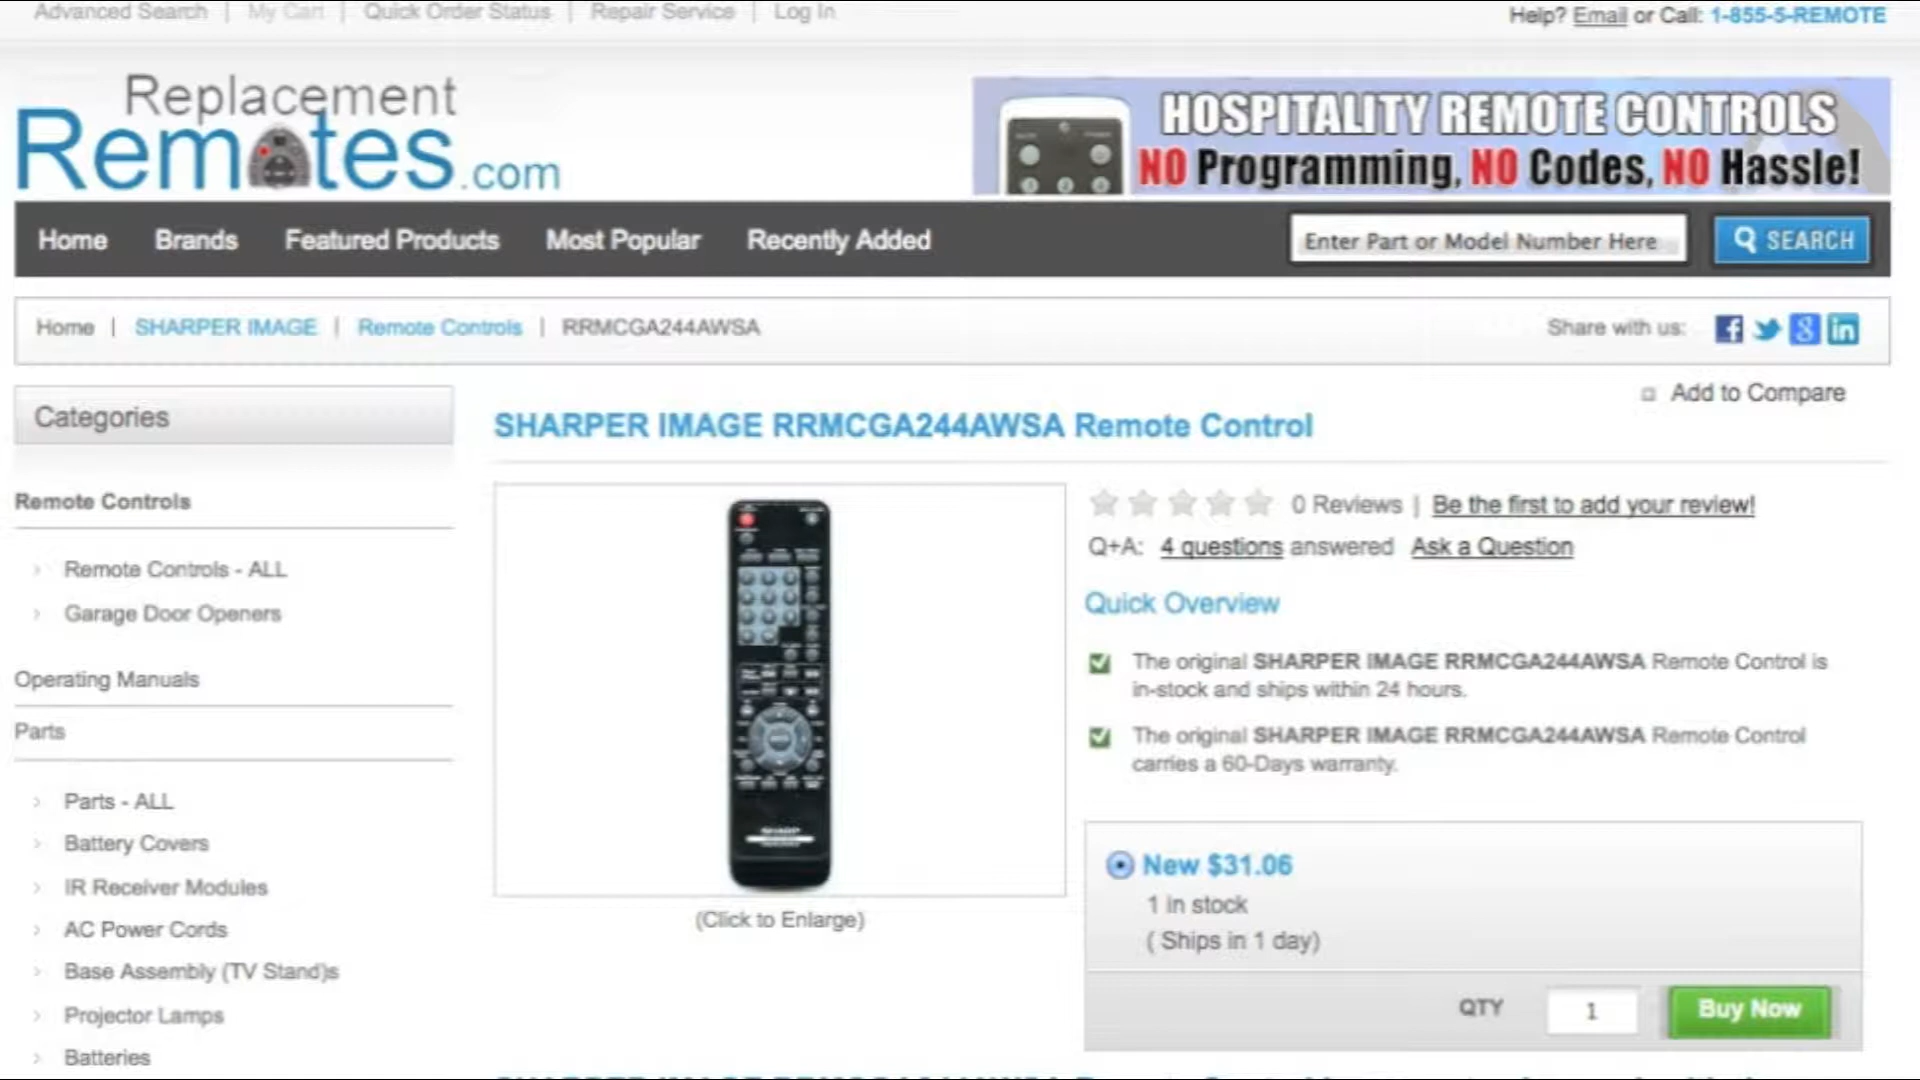 Advanced Search | My Cart | Quick Order Status | Repair Service | Log In
Help? Email or Call: 1-855-5-REMOTE
Replacement
Remotes.com
HOSPITALITY REMOTE CONTROLS
NO Programming, NO Codes, NO Hassle!
Home Brands Featured Products Most Popular Recently Added
Enter Part or Model Number Here
SEARCH
Home | SHARPER IMAGE | Remote Controls | RRMCGA244AWSA
Share with us:
Add to Compare
Categories
Remote Controls
Remote Controls - ALL
Garage Door Openers
Operating Manuals
Parts
Parts - ALL
Battery Covers
IR Receiver Modules
AC Power Cords
Base Assembly (TV Stand)s
Projector Lamps
Batteries
SHARPER IMAGE RRMCGA244AWSA Remote Control
SHARP
(Click to Enlarge)
0 Reviews | Be the first to add your review!
Q+A: 4 questions answered Ask a Question
Quick Overview
The original SHARPER IMAGE RRMCGA244AWSA Remote Control is
in-stock and ships within 24 hours.
The original SHARPER IMAGE RRMCGA244AWSA Remote Control
carries a 60-Days warranty.
New $31.06
1 in stock
( Ships in 1 day)
QTY 1 Buy Now